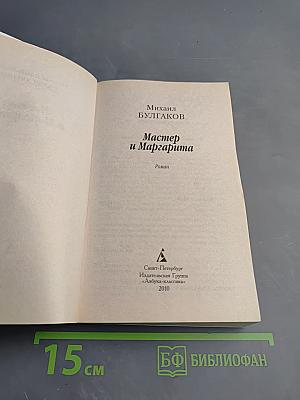 Михаил
БУЛГАКОВ
Мастер
и Маргарита
Роман
Санкт-Петербург
Издательская Группа
«Азбука-классика»
2010
15 см
БФ БИБЛИОФАН